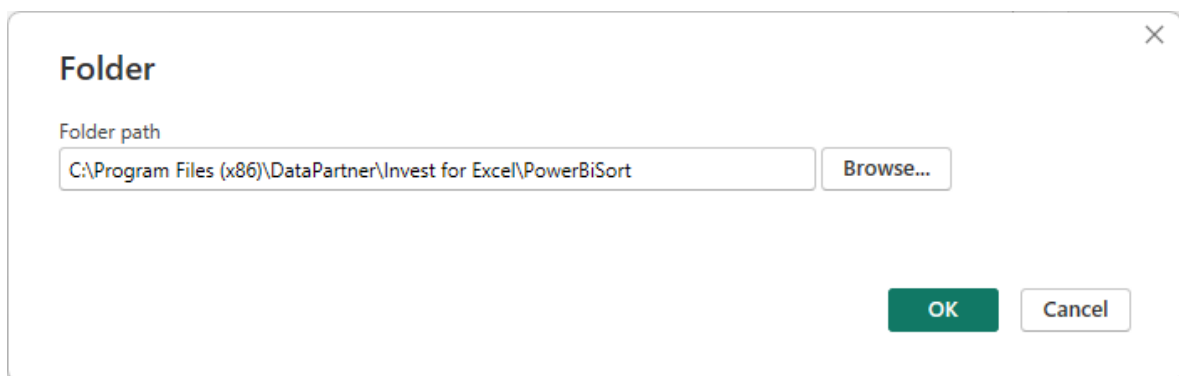 Folder
Folder path
C:\Program Files (x86)\DataPartner\Invest for Excel\PowerBiSort Browse...
OK Cancel